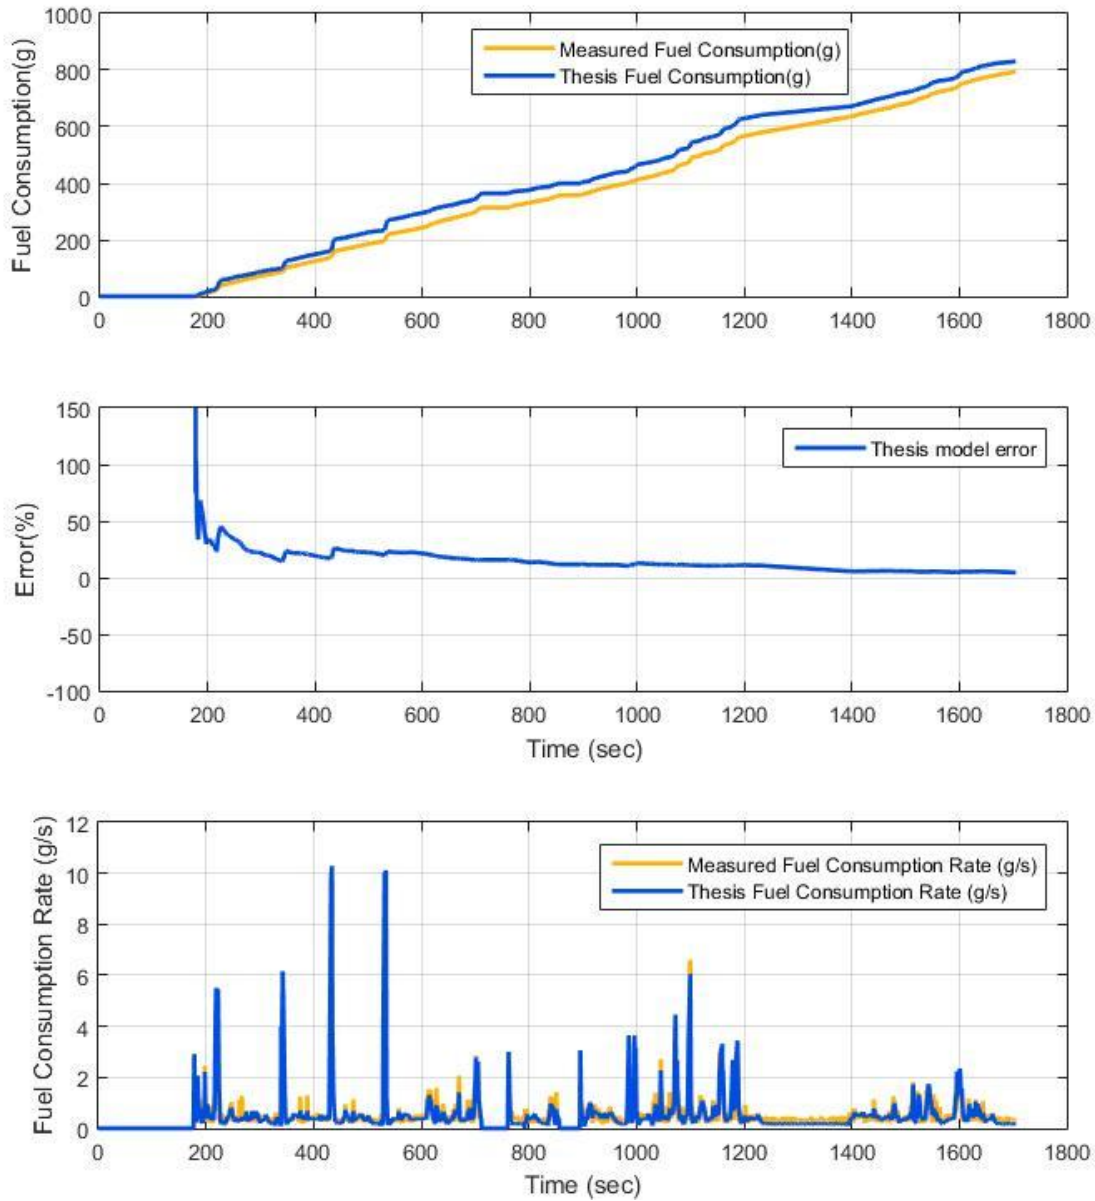 1000
800
600
400
200
0
Fuel Consumption(g)
Measured Fuel Consumption(g)
Thesis Fuel Consumption(g)
0 200 400 600 800 1000 1200 1400 1600 1800
150
100
50
0
-50
-100
Error(%)
Thesis model error
0 200 400 600 800 1000 1200 1400 1600 1800
Time (sec)
12
10
8
6
4
2
0
Fuel Consumption Rate (g/s)
Measured Fuel Consumption Rate (g/s)
Thesis Fuel Consumption Rate (g/s)
0 200 400 600 800 1000 1200 1400 1600 1800
Time (sec)